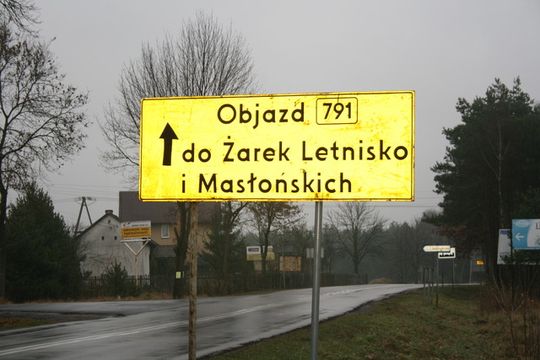 Objazd 791
do Żarek Letnisko
i Masłońskich